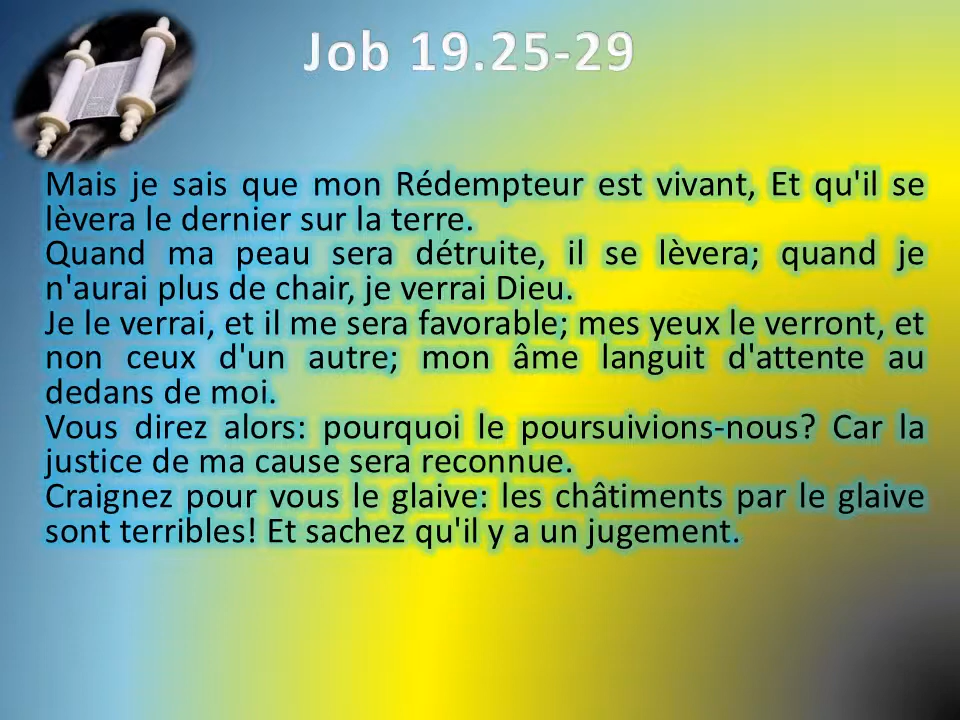 Job 19.25-29
Mais je sais que mon Rédempteur est vivant, Et qu'il se
lèvera le dernier sur la terre.
Quand ma peau sera détruite, il se lèvera; quand je
n'aurai plus de chair, je verrai Dieu.
Je le verrai, et il me sera favorable; mes yeux le verront, et
non ceux d'un autre; mon âme languit d'attente au
dedans de moi.
Vous direz alors: pourquoi le poursuivions-nous? Car la
justice de ma cause sera reconnue.
Craignez pour vous le glaive: les châtiments par le glaive
sont terribles! Et sachez qu'il y a un jugement.